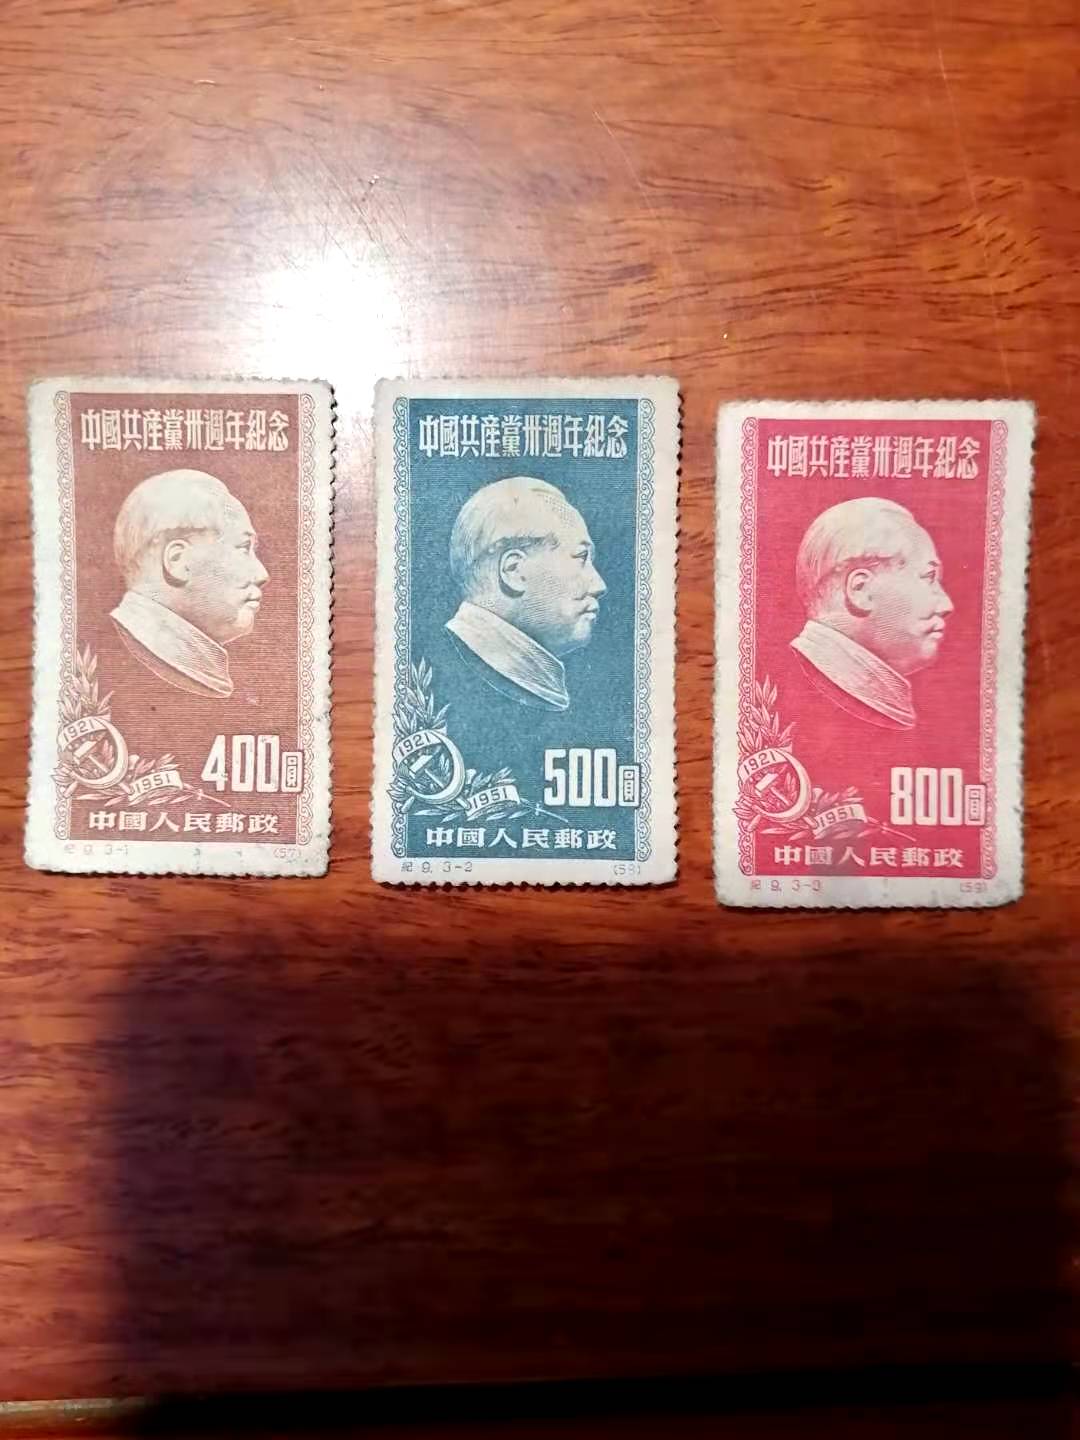 中國共產黨卅週年紀念
1921
1951
400圓
中國人民郵政
紀 9. 3-1 (57)
中國共產黨卅週年紀念
1921
1951
500圓
中國人民郵政
紀 9. 3-2 (58)
中國共產黨卅週年紀念
1921
1951
800圓
中國人民郵政
紀 9. 3-3 (59)